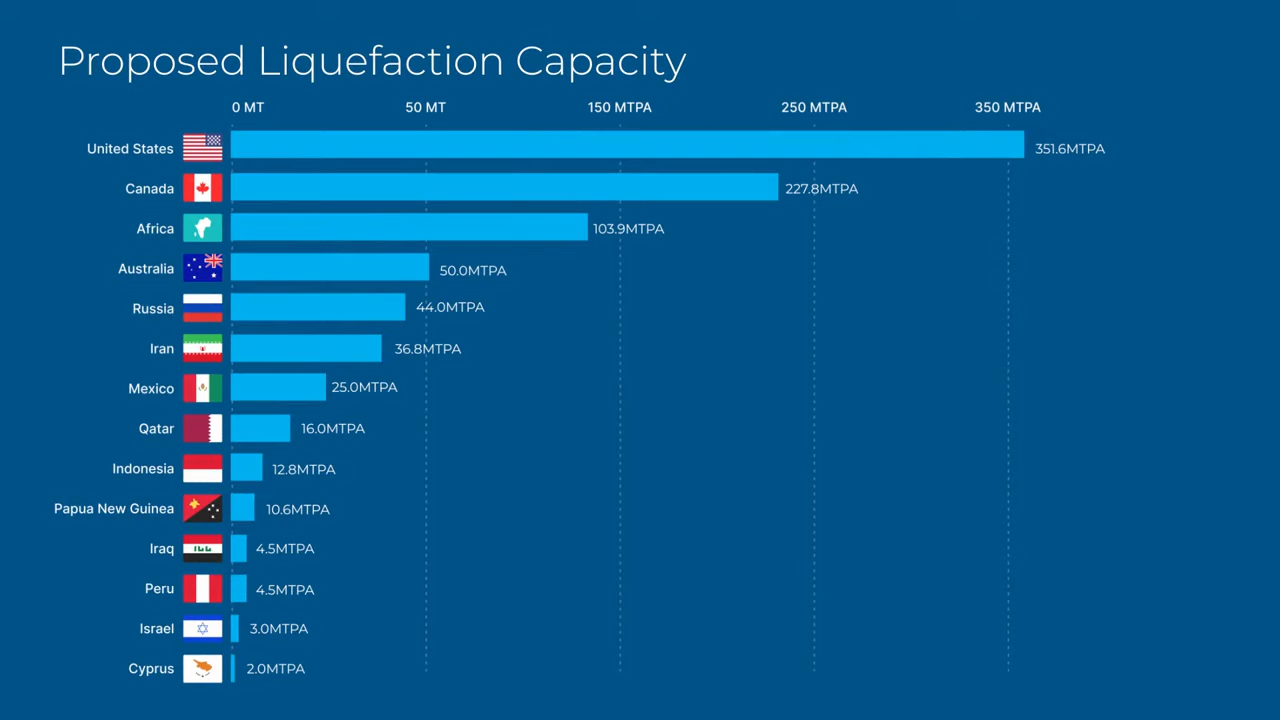 Proposed Liquefaction Capacity
0 MT 50 MT 150 MTPA 250 MTPA 350 MTPA
United States 351.6MTPA
Canada 227.8MTPA
Africa 103.9MTPA
Australia 50.0MTPA
Russia 44.0MTPA
Iran 36.8MTPA
Mexico 25.0MTPA
Qatar 16.0MTPA
Indonesia 12.8MTPA
Papua New Guinea 10.6MTPA
Iraq 4.5MTPA
Peru 4.5MTPA
Israel 3.0MTPA
Cyprus 2.0MTPA